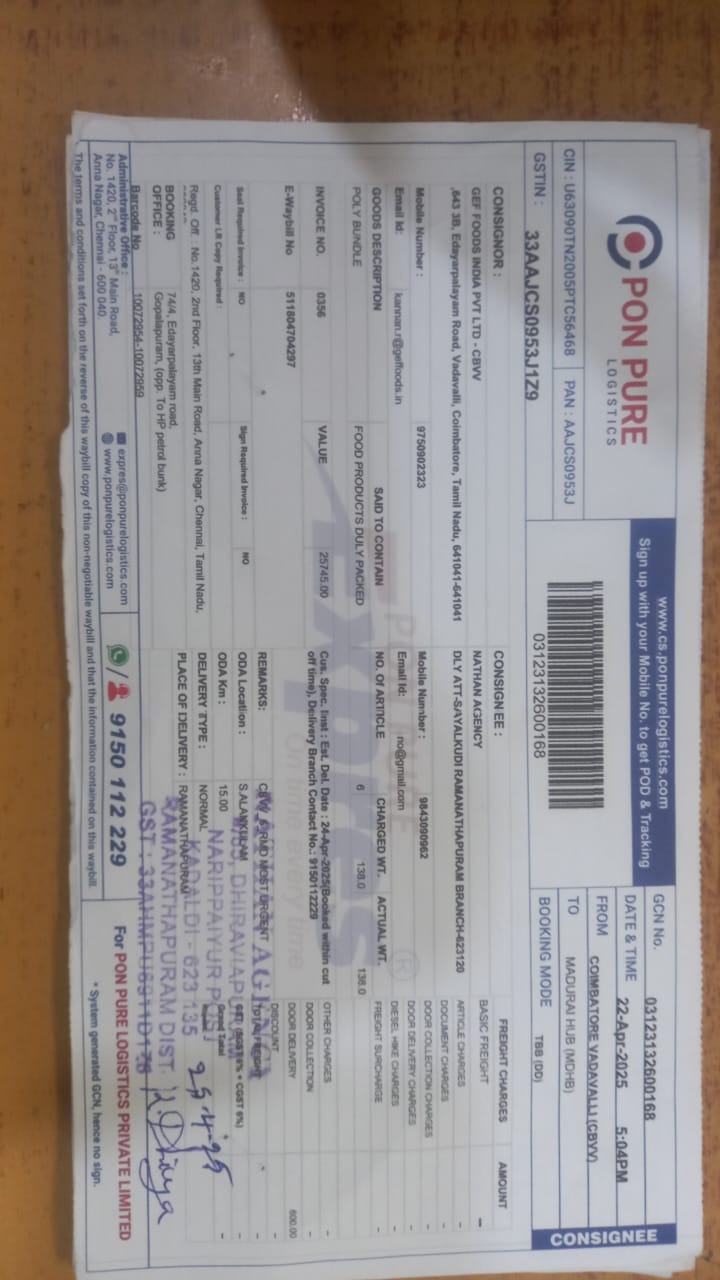 PON PURE
LOGISTICS
CIN : U63090TN2005PTC56468 PAN : AAJCS0953J
GSTIN : 33AAJCS0953J1Z9
www.cs.ponpurelogistics.com
Sign up with your Mobile No. to get POD & Tracking
03123132600168
GCN No. 03123132600168
DATE & TIME 22-Apr-2025 5:04PM
FROM COIMBATORE VADAVALLI (CBVV)
TO MADURAI HUB (MDHB)
BOOKING MODE TBB (DD)
CONSIGNEE
CONSIGNOR :
GEF FOODS INDIA PVT LTD - CBVV
,643 3B, Edayarpalayam Road, Vadavalli, Coimbatore, Tamil Nadu, 641041-641041
Mobile Number : 9750902323
Email Id: kannan.r@geffoods.in
CONSIGNEE :
NATHAN AGENCY
DLY ATT-SAYALKUDI RAMANATHAPURAM BRANCH-623120
Mobile Number : 9843090962
Email Id: no@gmail.com
GOODS DESCRIPTION SAID TO CONTAIN NO. Of ARTICLE CHARGED WT. ACTUAL WT.
POLY BUNDLE FOOD PRODUCTS DULY PACKED 6 138.0 138.0
INVOICE NO. 0356 VALUE 25745.00
E-Waybill No 511804704297
Cus. Spec. Inst : Est. Del. Date : 24-Apr-2025(Booked within cut
off time), Delivery Branch Contact No.: 9150112229
Seal Required Invoice : NO Sign Required Invoice : NO
Customer LR Copy Required :
Regd. Off : No.1420, 2nd Floor, 13th Main Road, Anna Nagar, Chennai, Tamil Nadu,
BOOKING OFFICE : 74/4, Edayarpalayam road,
Gopalapuram, (opp. To HP petrol bunk)
Barcode No 10072954-10072959
REMARKS: MOST URGENT
ODA Location : S.ALANKULAM
ODA Km : 15.00
DELIVERY TYPE : NORMAL
PLACE OF DELIVERY : RAMANATHAPURAM
FREIGHT CHARGES AMOUNT
BASIC FREIGHT -
ARTICLE CHARGES -
DOCUMENT CHARGES
DOOR COLLECTION CHARGES
DOOR DELIVERY CHARGES
DIESEL HIKE CHARGES
FREIGHT SURCHARGE -
OTHER CHARGES -
DOOR COLLECTION -
DOOR DELIVERY 600.00
DISCOUNT -
Grand Total -
AGENCY
NARIPPAIYUR P
KADALDI - 623 135
RAMANATHAPURAM DIST.
25-4-25
Administrative Office :
No. 1420, 2nd Floor, 13th Main Road,
Anna Nagar, Chennai - 600 040.
expres@ponpurelogistics.com
www.ponpurelogistics.com
9150 112 229
For PON PURE LOGISTICS PRIVATE LIMITED
* System generated GCN, hence no sign.
The terms and conditions set forth on the reverse of this waybill copy of this non-negotiable waybill and that the information contained on this waybill.